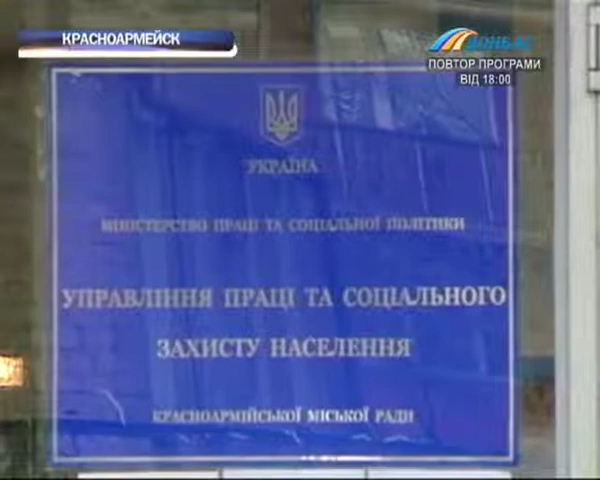 КРАСНОАРМЕЙСК
ДОНБАС
ПОВТОР ПРОГРАМИ
ВІД 18:00
УКРАЇНА
МІНІСТЕРСТВО ПРАЦІ ТА СОЦІАЛЬНОЇ ПОЛІТИКИ
УПРАВЛІННЯ ПРАЦІ ТА СОЦІАЛЬНОГО
ЗАХИСТУ НАСЕЛЕННЯ
КРАСНОАРМІЙСЬКОЇ МІСЬКОЇ РАДИ